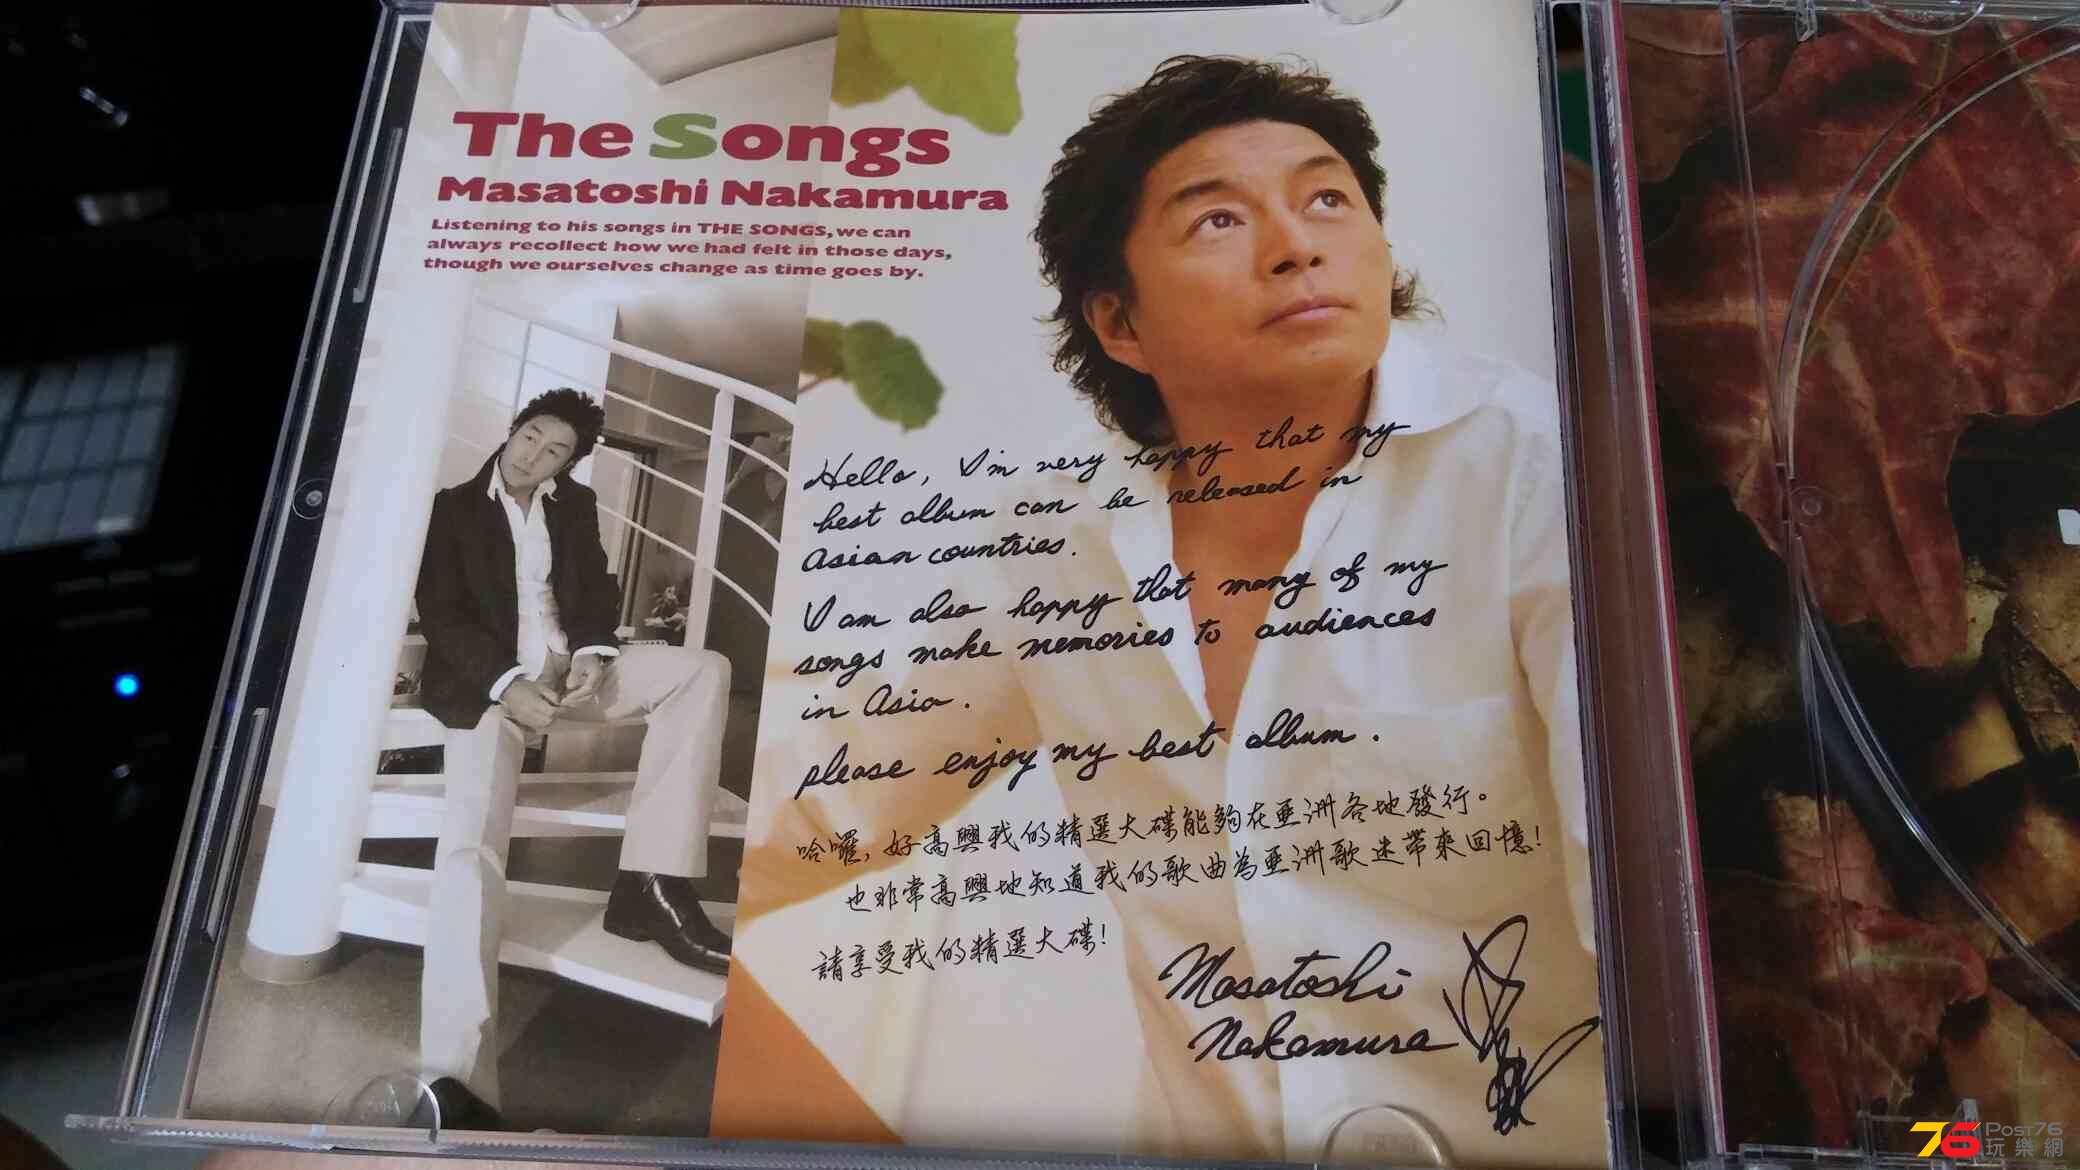 The Songs
Masatoshi Nakamura
Listening to his songs in THE SONGS, we can
always recollect how we had felt in those days,
though we ourselves change as time goes by.
Hello, I'm very happy that my
best album can be released in
Asian countries.
I am also happy that many of my
songs make memories to audiences
in Asia.
please enjoy my best album.
哈囉,好高興我的精選大碟能夠在亜洲各地發行。
也非常高興地知道我的歌曲為亜洲歌迷帶來回憶!
請享受我的精選大碟!
Masatoshi
Nakamura
76 Post76
玩樂網